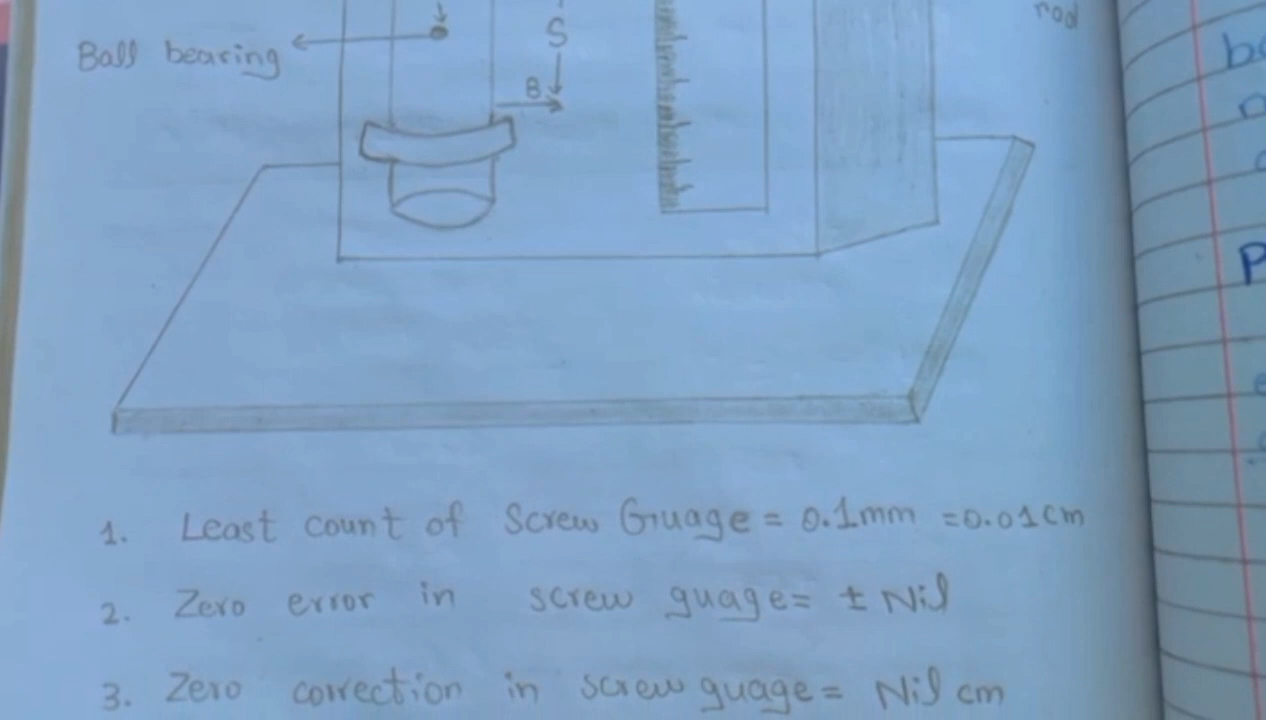 rod
Ball bearing
S
B
1. Least count of Screw Guage = 0.1mm = 0.01cm
2. Zero error in screw guage = ± Nil
3. Zero correction in screw guage = Nil cm